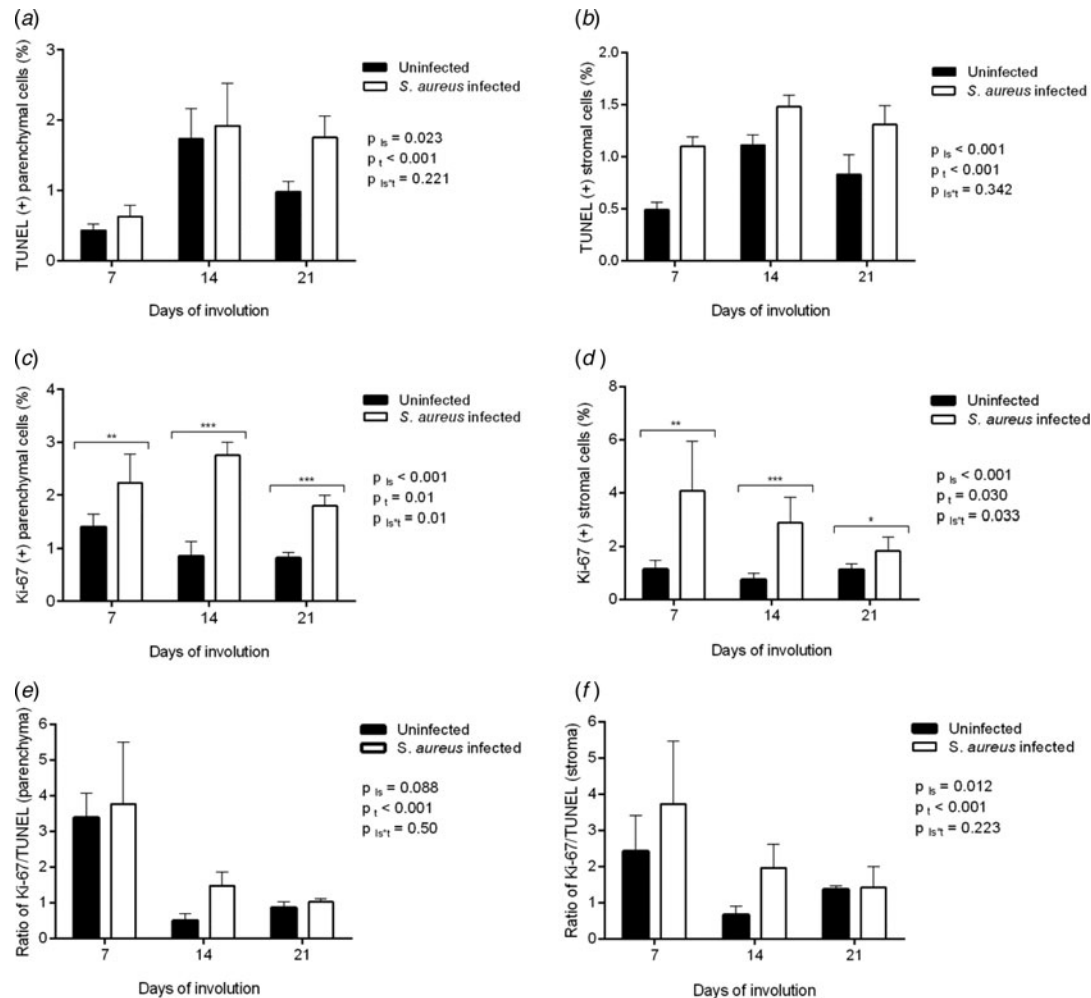 (a)
TUNEL (+) parenchymal cells (%)
3
2
1
0
7 14 21
Days of involution
Uninfected
S. aureus infected
p Is = 0.023
p t < 0.001
p Is*t = 0.221
(b)
TUNEL (+) stromal cells (%)
2.0
1.5
1.0
0.5
0.0
7 14 21
Days of involution
Uninfected
S. aureus infected
p Is < 0.001
p t < 0.001
p Is*t = 0.342
(c)
Ki-67 (+) parenchymal cells (%)
4
3
2
1
0
** *** ***
7 14 21
Days of involution
Uninfected
S. aureus infected
p Is < 0.001
p t = 0.01
p Is*t = 0.01
(d)
Ki-67 (+) stromal cells (%)
8
6
4
2
0
** *** *
7 14 21
Days of involution
Uninfected
S. aureus infected
p Is < 0.001
p t = 0.030
p Is*t = 0.033
(e)
Ratio of Ki-67/TUNEL (parenchyma)
6
5
4
3
2
1
0
7 14 21
Days of involution
Uninfected
S. aureus infected
p Is = 0.088
p t < 0.001
p Is*t = 0.50
(f)
Ratio of Ki-67/TUNEL (stroma)
6
5
4
3
2
1
0
7 14 21
Days of involution
Uninfected
S. aureus infected
p Is = 0.012
p t < 0.001
p Is*t = 0.223